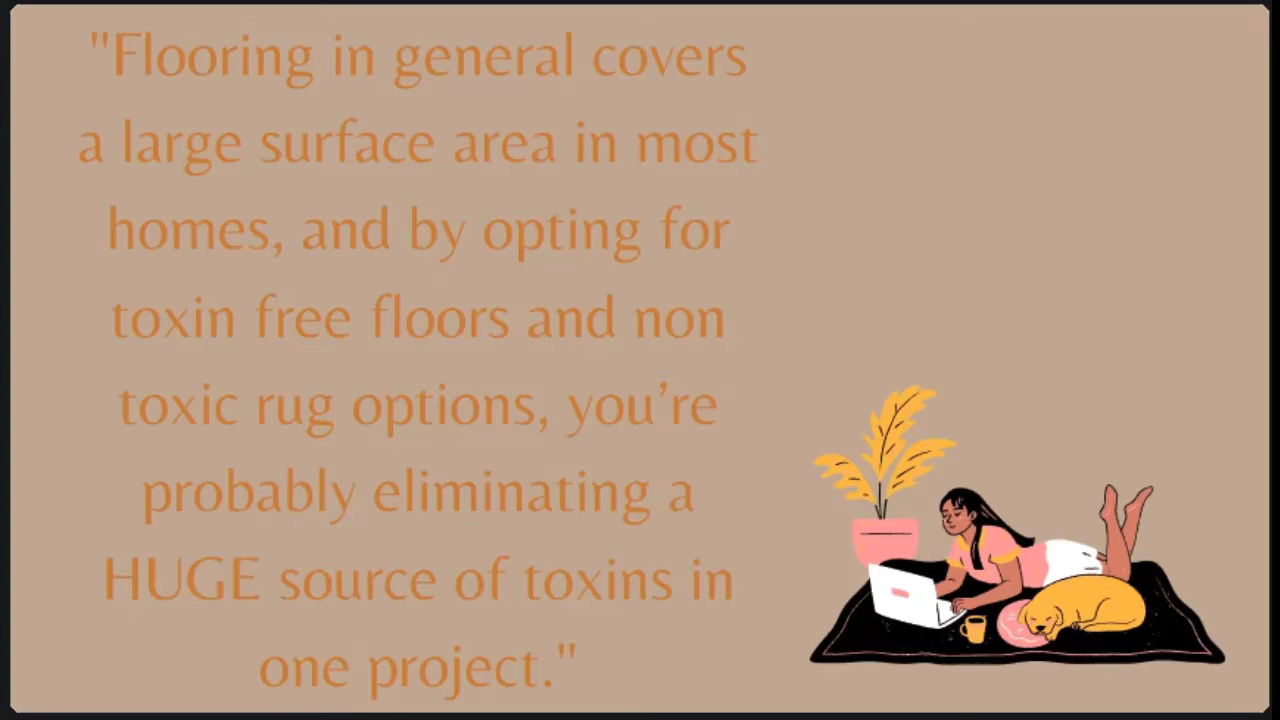 "Flooring in general covers
a large surface area in most
homes, and by opting for
toxin free floors and non
toxic rug options, you’re
probably eliminating a
HUGE source of toxins in
one project."